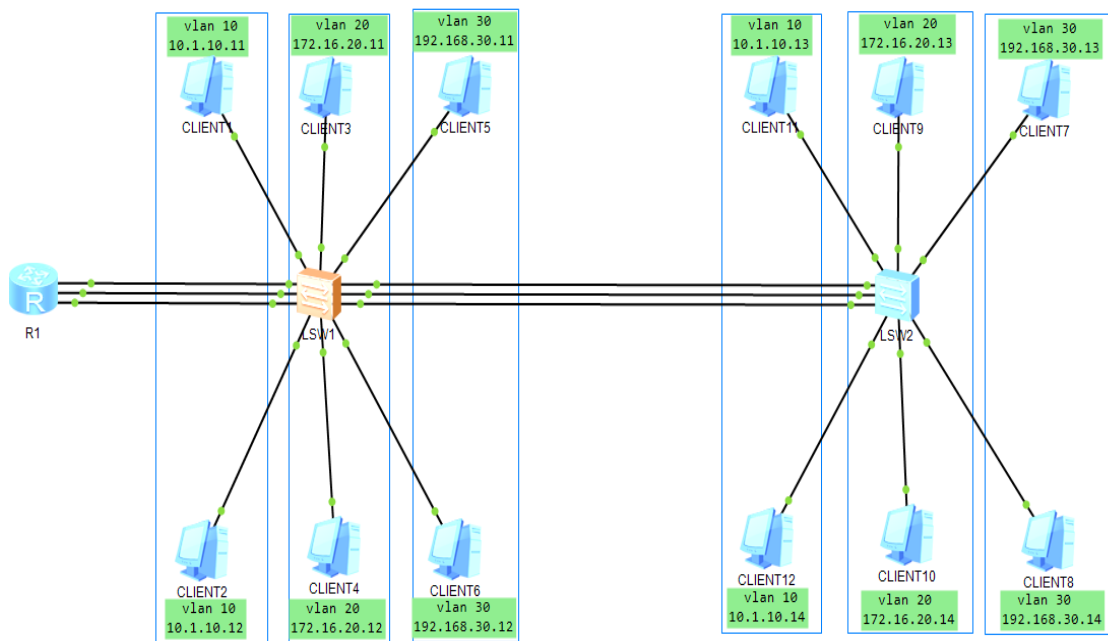 vlan 10
10.1.10.11
vlan 20
172.16.20.11
vlan 30
192.168.30.11
vlan 10
10.1.10.13
vlan 20
172.16.20.13
vlan 30
192.168.30.13
CLIENT1
CLIENT3
CLIENT5
CLIENT11
CLIENT9
CLIENT7
R
R1
LSW1
LSW2
CLIENT2
CLIENT4
CLIENT6
CLIENT12
CLIENT10
CLIENT8
vlan 10
10.1.10.12
vlan 20
172.16.20.12
vlan 30
192.168.30.12
vlan 10
10.1.10.14
vlan 20
172.16.20.14
vlan 30
192.168.30.14